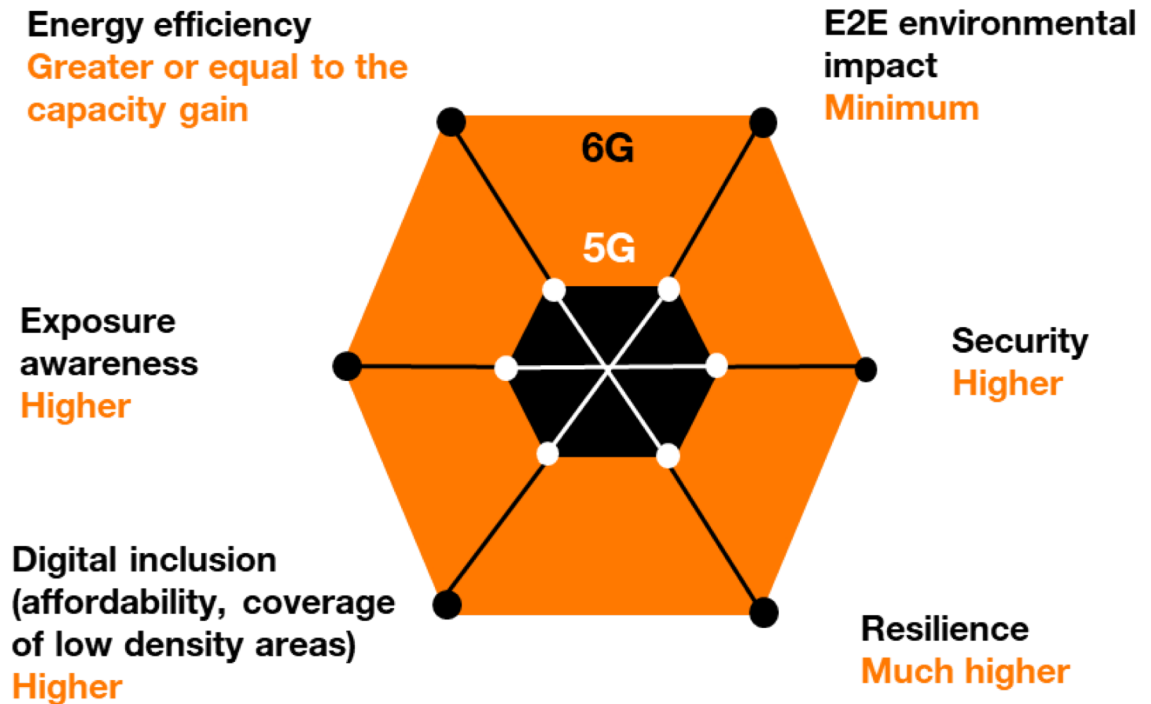 Energy efficiency
Greater or equal to the
capacity gain
E2E environmental
impact
Minimum
6G
5G
Exposure
awareness
Higher
Security
Higher
Digital inclusion
(affordability, coverage
of low density areas)
Higher
Resilience
Much higher